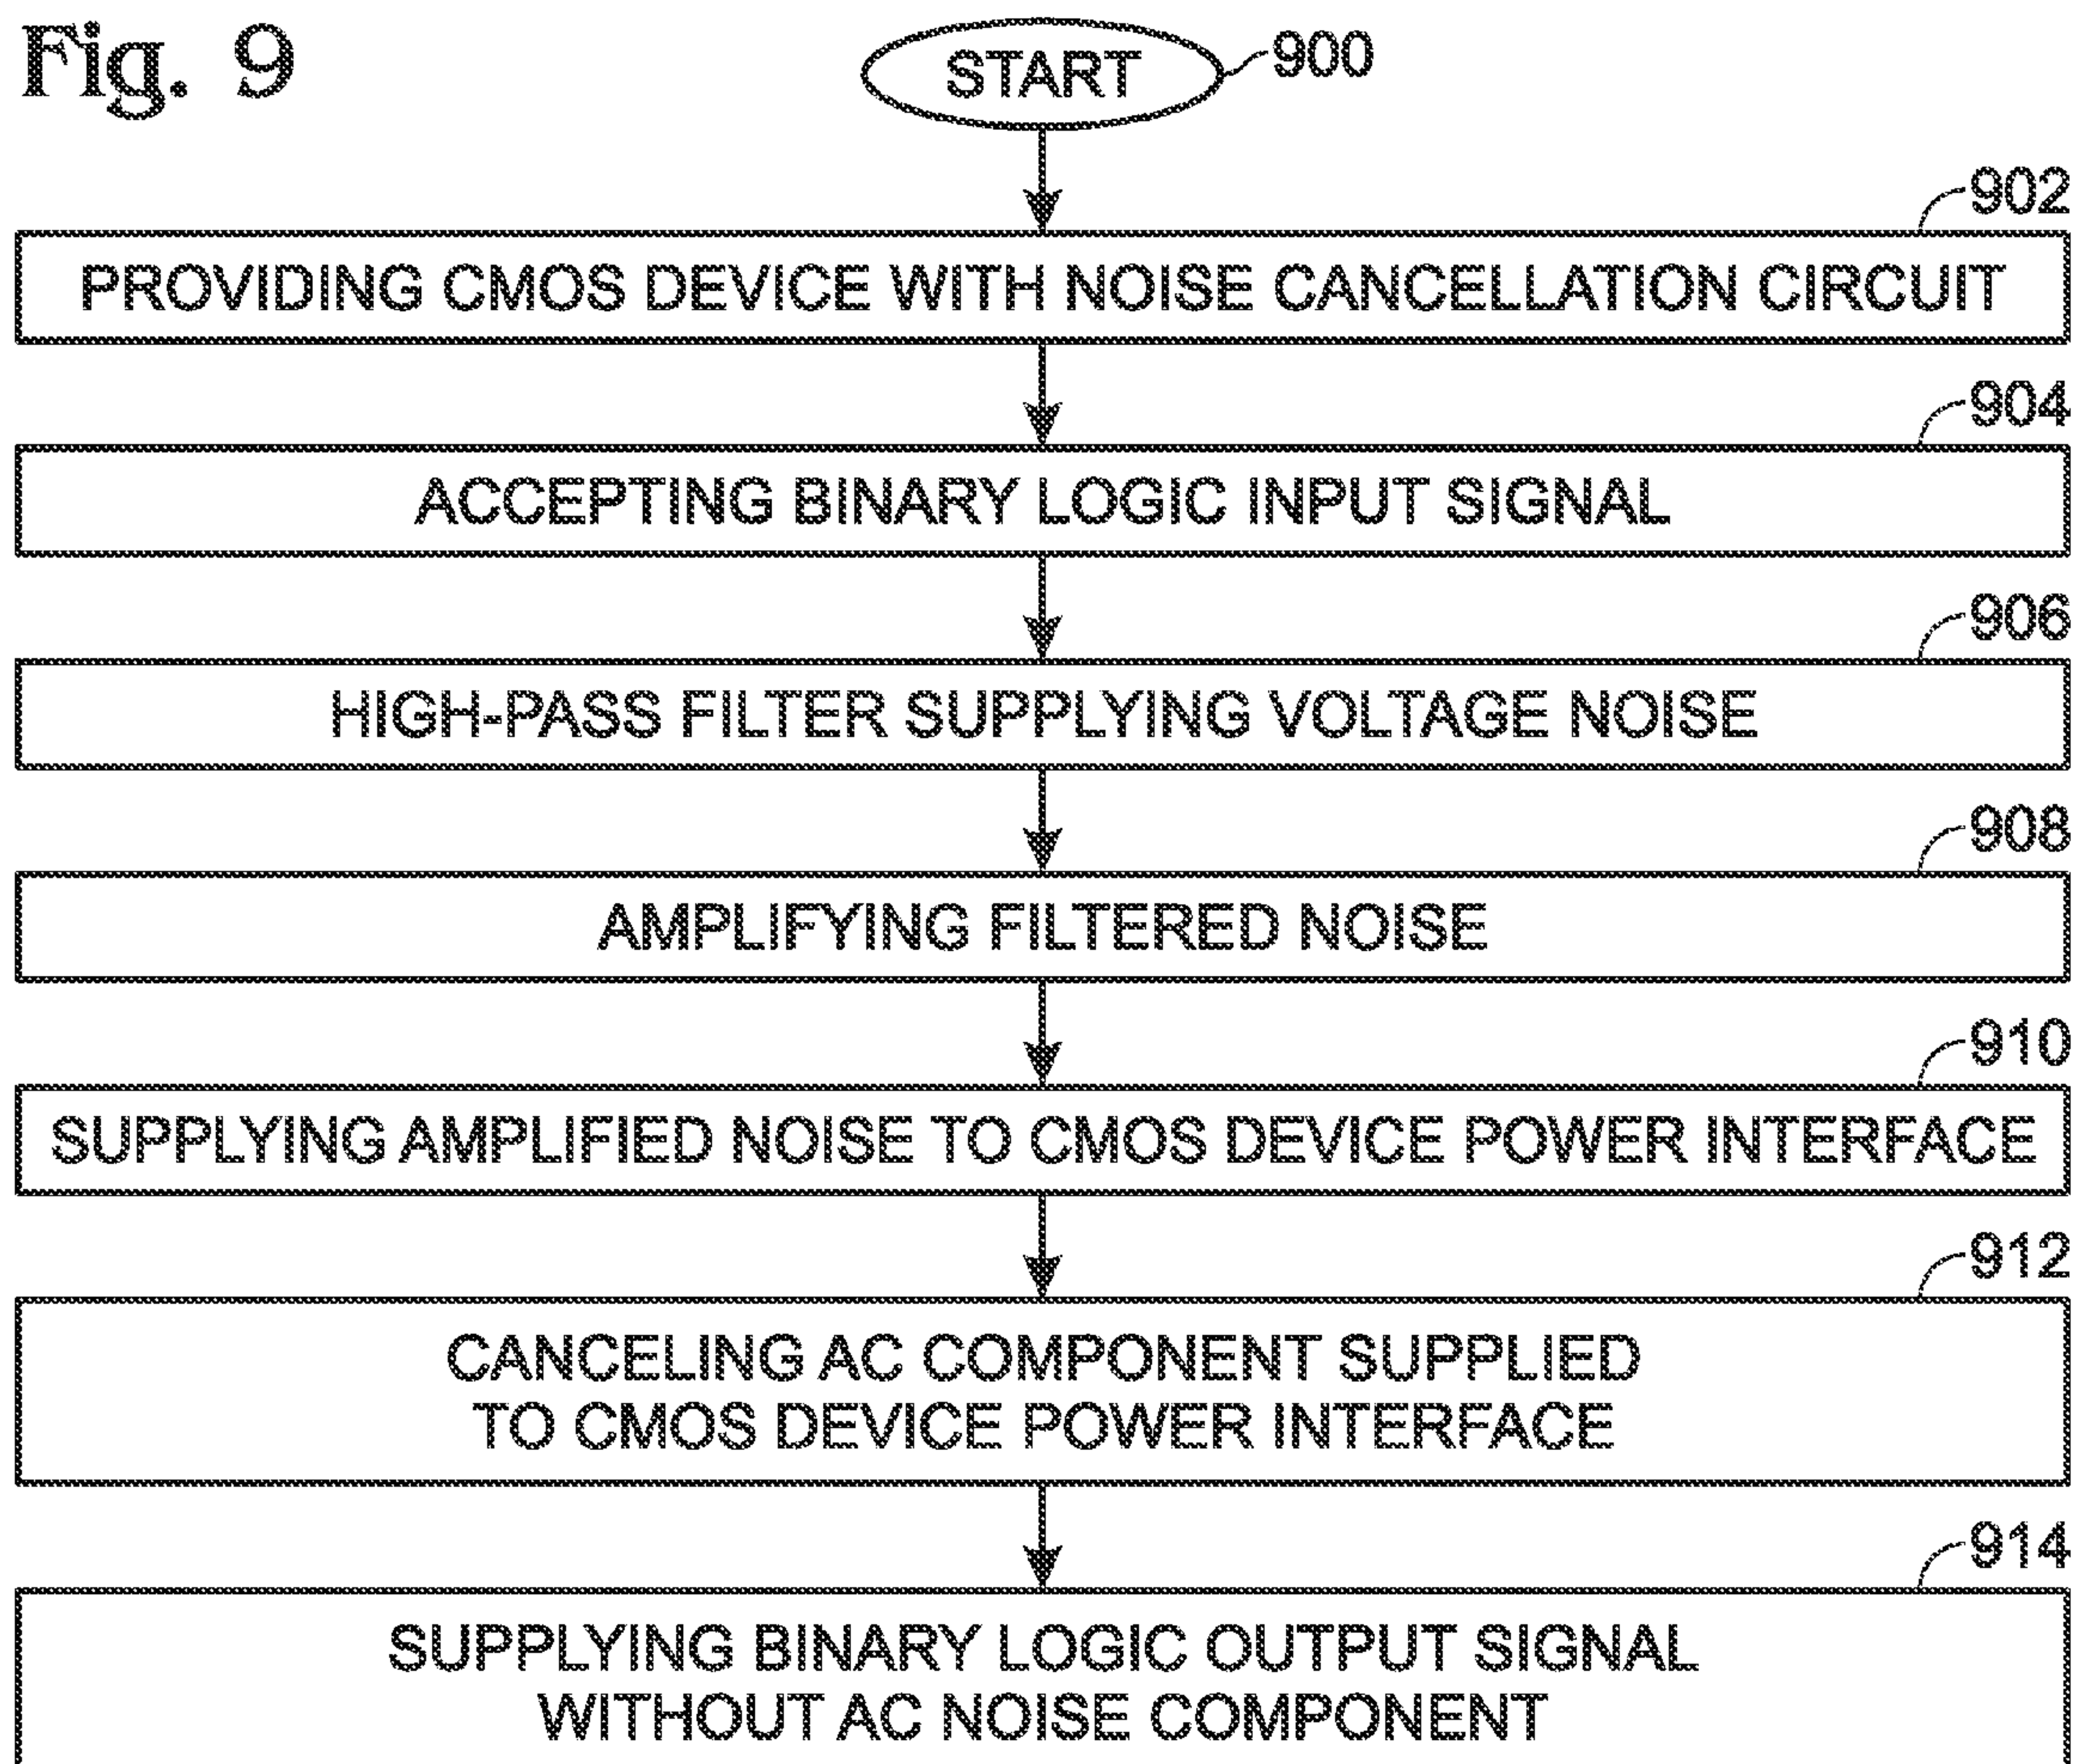 Fig. 9
START
900
902
PROVIDING CMOS DEVICE WITH NOISE CANCELLATION CIRCUIT
904
ACCEPTING BINARY LOGIC INPUT SIGNAL
906
HIGH-PASS FILTER SUPPLYING VOLTAGE NOISE
908
AMPLIFYING FILTERED NOISE
910
SUPPLYING AMPLIFIED NOISE TO CMOS DEVICE POWER INTERFACE
912
CANCELING AC COMPONENT SUPPLIED
TO CMOS DEVICE POWER INTERFACE
914
SUPPLYING BINARY LOGIC OUTPUT SIGNAL
WITHOUT AC NOISE COMPONENT